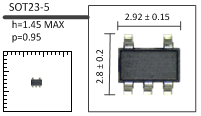 SOT23-5
h=1.45 MAX
p=0.95
2.92 ± 0.15
2.8 ± 0.2